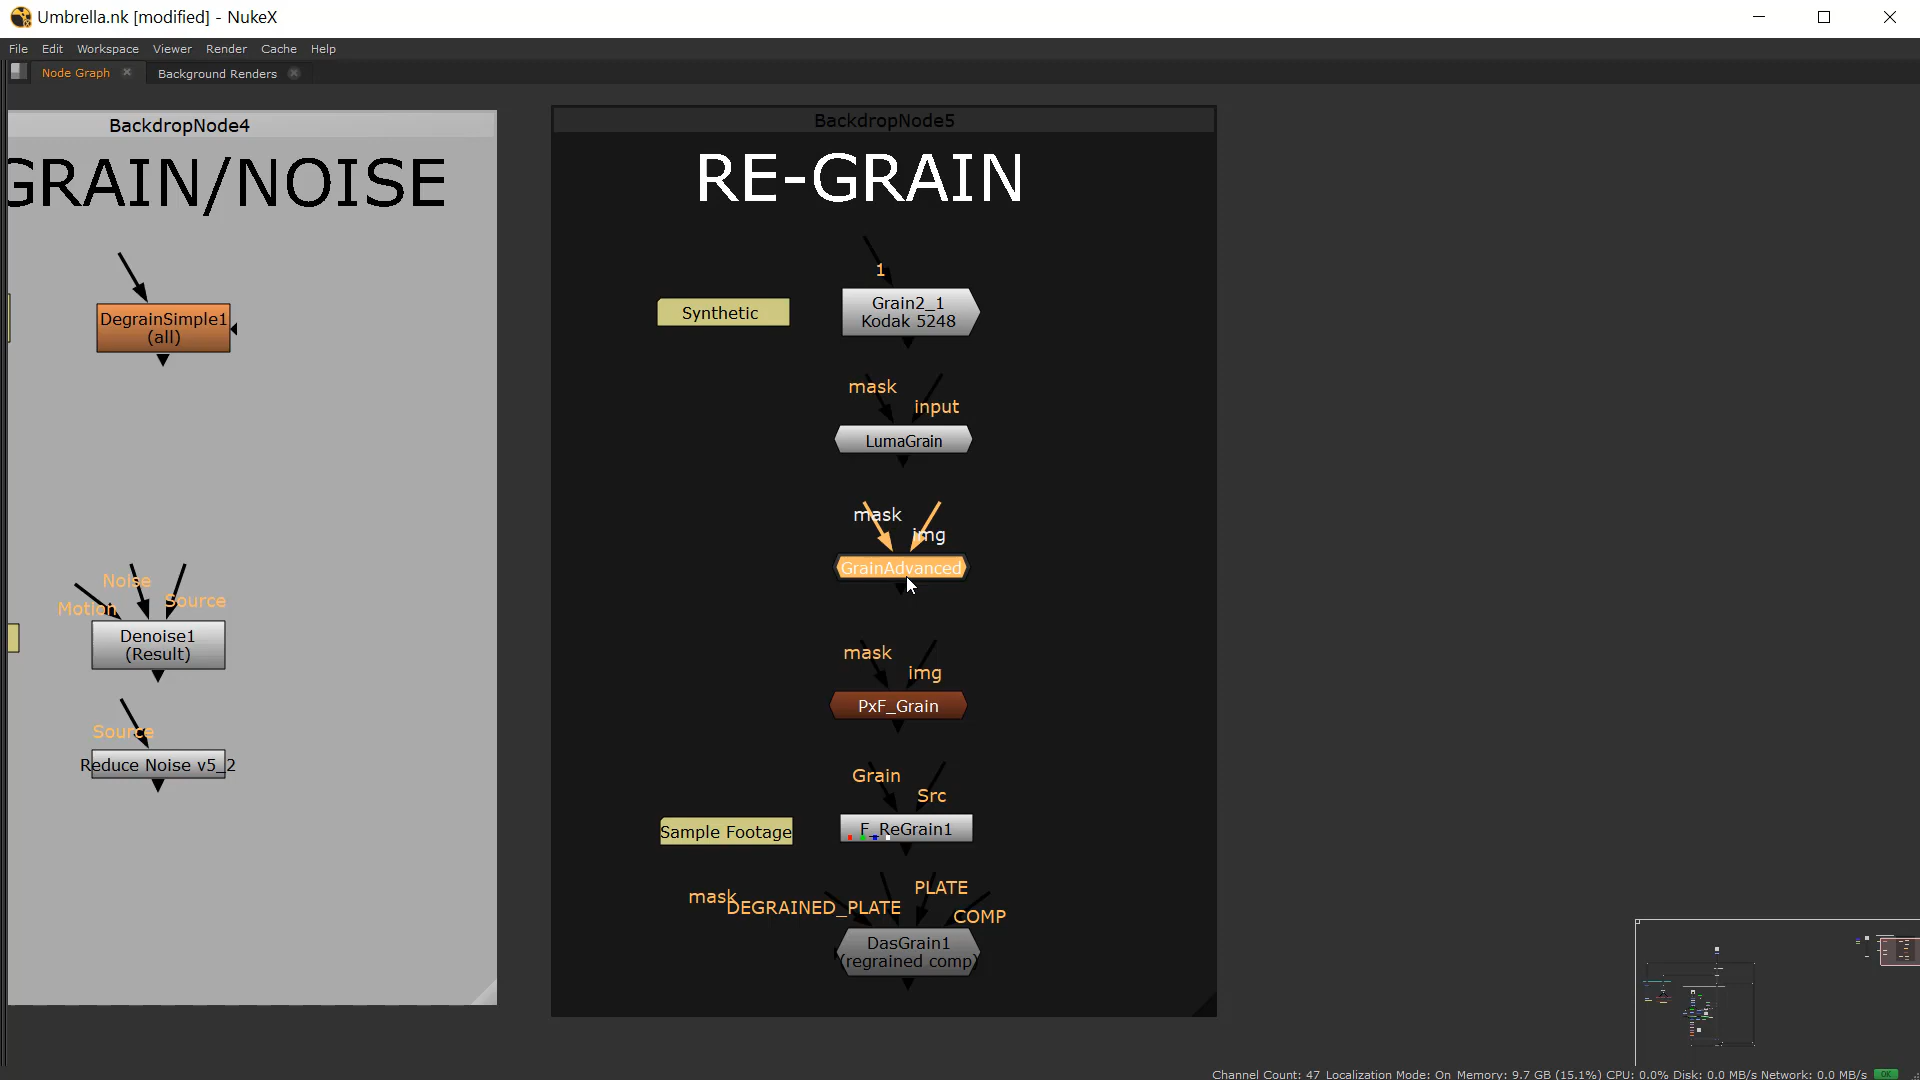 Umbrella.nk [modified] - NukeX
File Edit Workspace Viewer Render Cache Help
Node Graph
Background Renders
BackdropNode4
GRAIN/NOISE
DegrainSimple1
(all)
Noise
Motion
Source
Denoise1
(Result)
Source
Reduce Noise v5_2
BackdropNode5
RE-GRAIN
Synthetic
1
Grain2_1
Kodak 5248
mask
input
LumaGrain
mask
img
GrainAdvanced
mask
img
PxF_Grain
Sample Footage
Grain
Src
F_ReGrain1
mask
DEGRAINED_PLATE
PLATE
COMP
DasGrain1
(regrained comp)
Channel Count: 47 Localization Mode: On Memory: 9.7 GB (15.1%) CPU: 0.0% Disk: 0.0 MB/s Network: 0.0 MB/s OK